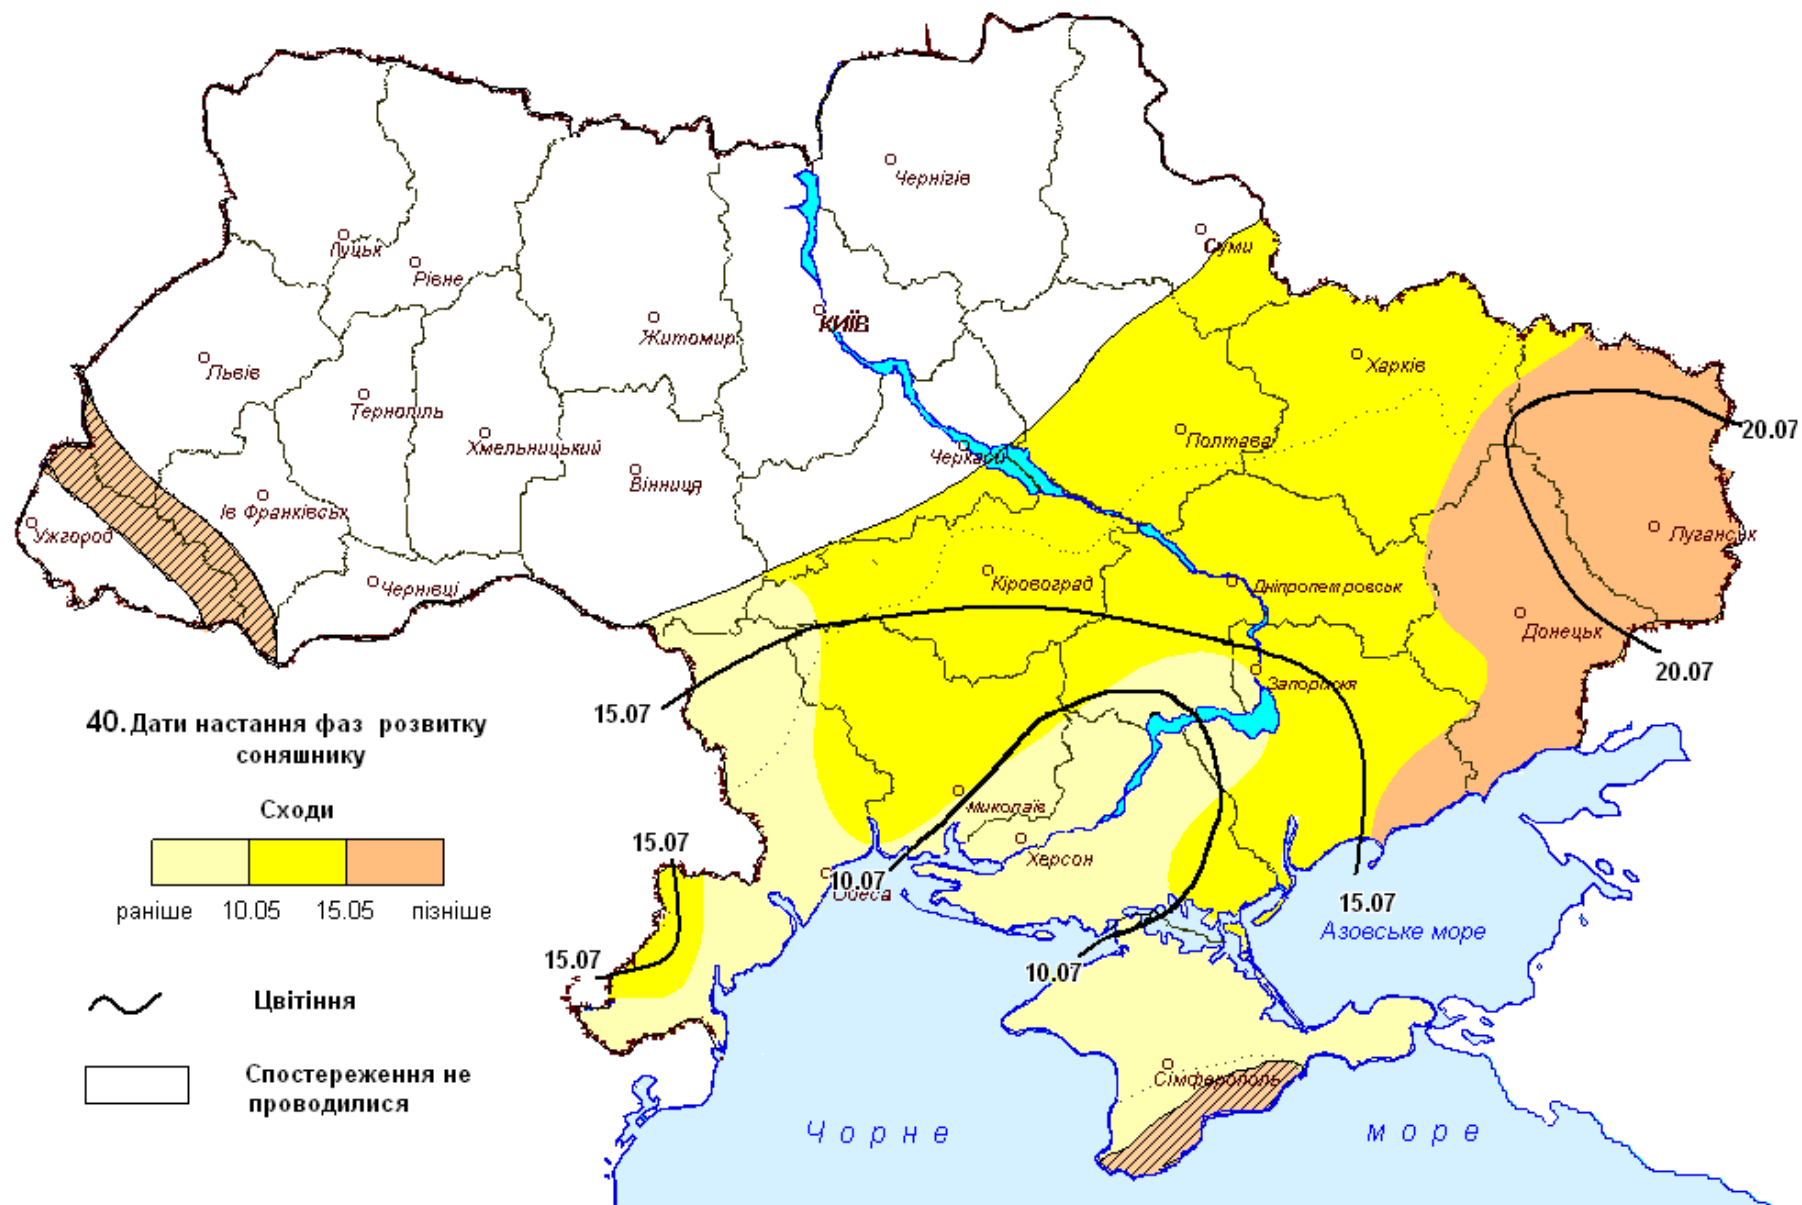 Чернігів
Суми
Луцьк
Рівне
КИЇВ
Житомир
Харків
20.07
Львів
Тернопіль
Хмельницький
Полтава
Черкаси
Вінниця
Ів Франківськ
Ужгород
Луганськ
Чернівці
Кіровоград
Дніпропетровськ
Донецьк
20.07
Запоріжжя
15.07
40. Дати настання фаз розвитку
соняшнику
Сходи
раніше 10.05 15.05 пізніше
Миколаїв
Херсон
15.07
10.07
Одеса
15.07
Азовське море
15.07
10.07
Цвітіння
Спостереження не
проводилися
Сімферополь
Чорне море